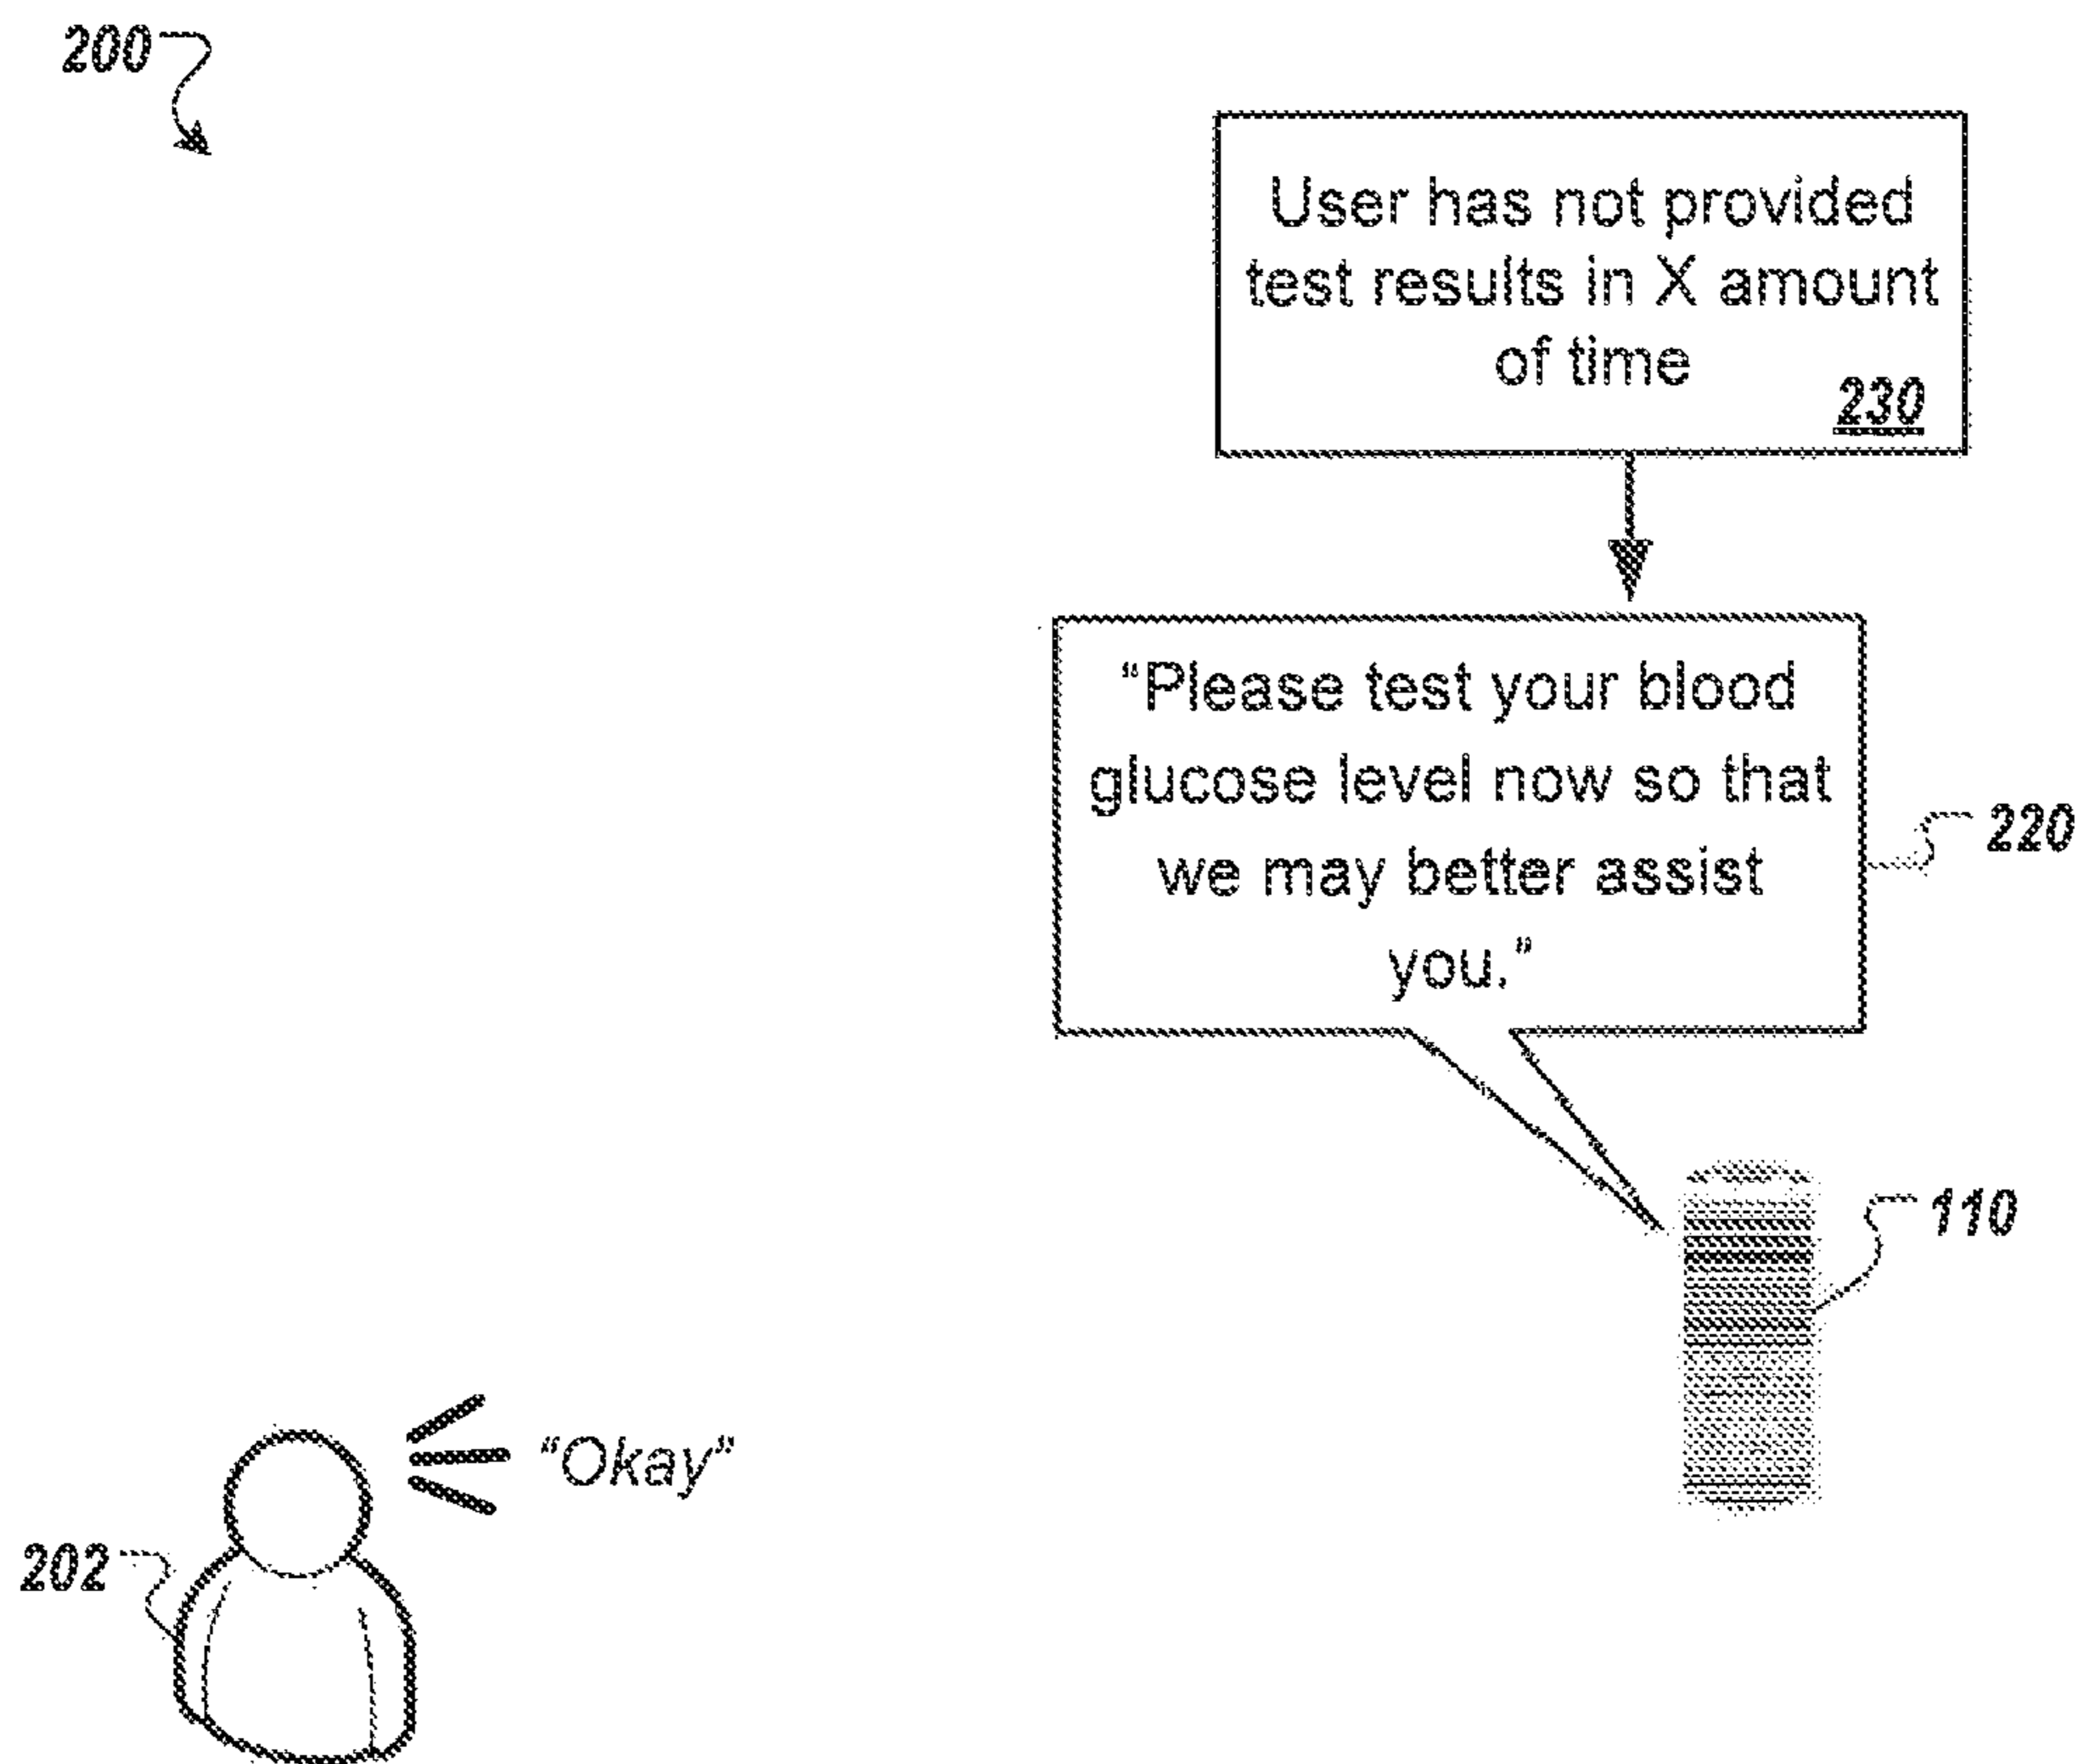 200
User has not provided
test results in X amount
of time
230
“Please test your blood
glucose level now so that
we may better assist
you.”
220
110
“Okay”
202